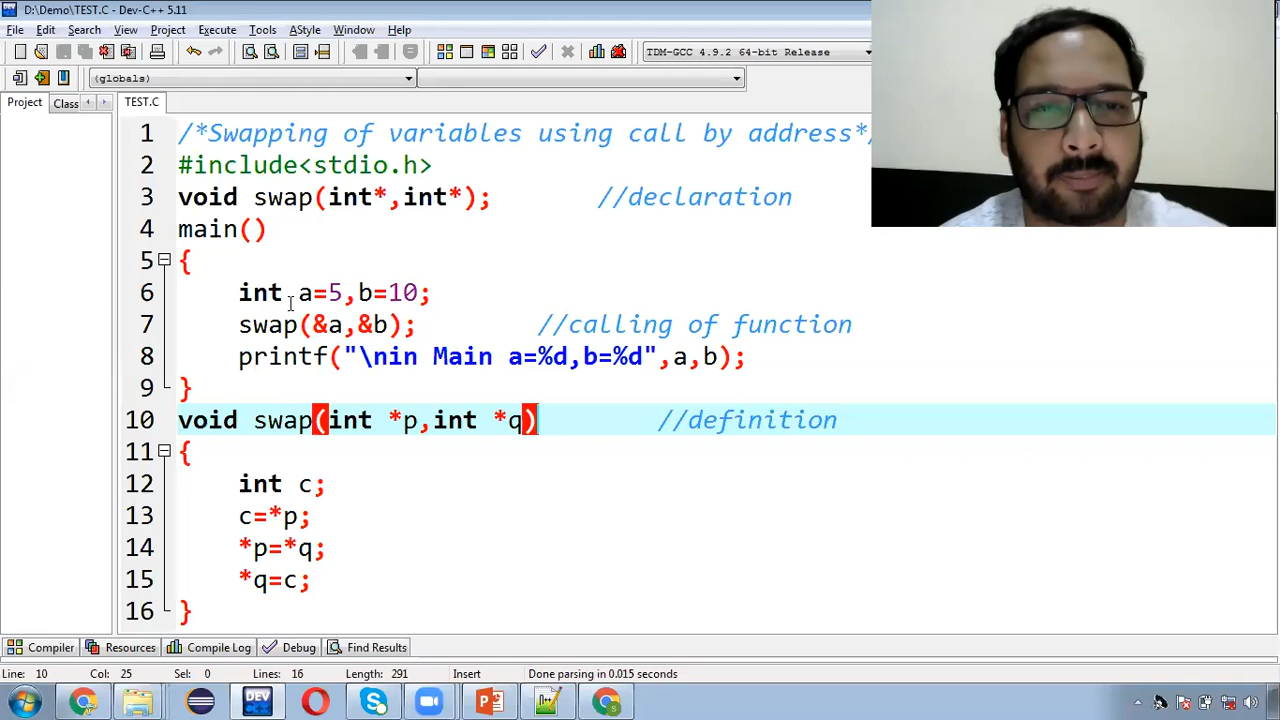 D:\Demo\TEST.C - Dev-C++ 5.11
File Edit Search View Project Execute Tools AStyle Window Help
TDM-GCC 4.9.2 64-bit Release
(globals)
Project Class TEST.C
1 /*Swapping of variables using call by address*/
2 #include<stdio.h>
3 void swap(int*,int*); //declaration
4 main()
5 {
6 int a=5,b=10;
7 swap(&a,&b); //calling of function
8 printf("\nin Main a=%d,b=%d",a,b);
9 }
10 void swap(int *p,int *q) //definition
11 {
12 int c;
13 c=*p;
14 *p=*q;
15 *q=c;
16 }
Compiler Resources Compile Log Debug Find Results
Line: 10 Col: 25 Sel: 0 Lines: 16 Length: 291 Insert Done parsing in 0.015 seconds
DEV C++